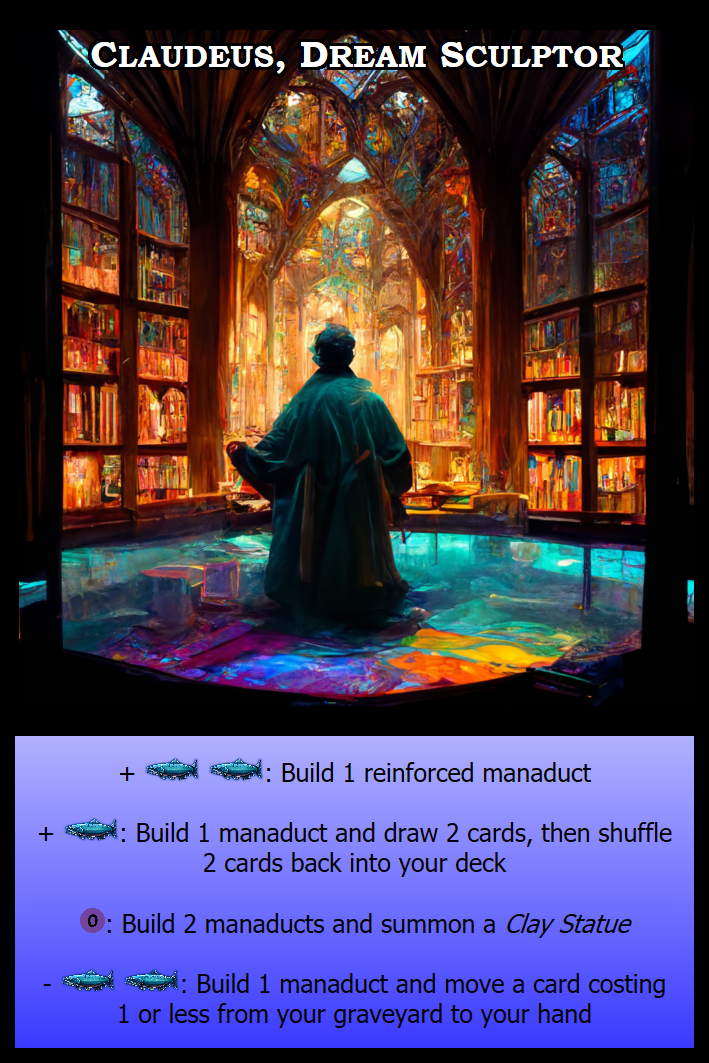 Claudeus, Dream Sculptor
+ : Build 1 reinforced manaduct
+ : Build 1 manaduct and draw 2 cards, then shuffle
2 cards back into your deck
0: Build 2 manaducts and summon a Clay Statue
- : Build 1 manaduct and move a card costing
1 or less from your graveyard to your hand